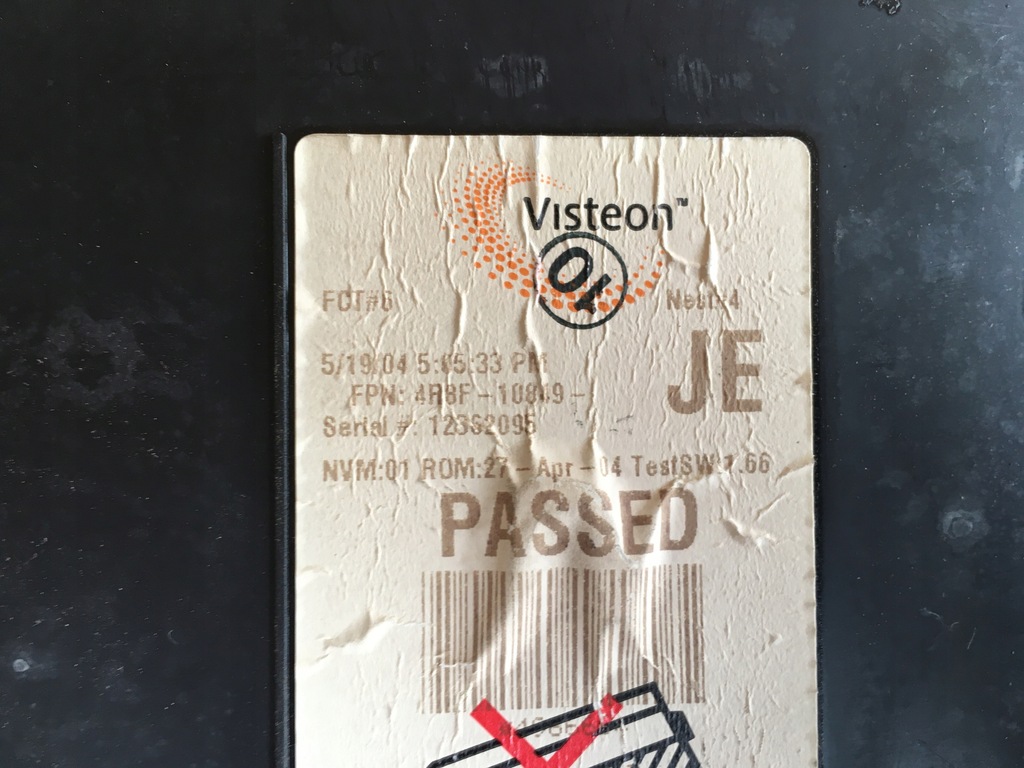 Visteon™
01
FCT#6 Nest#4
5/19/04 5:05:33 PM
JE
FPN: 4R8F-10849-
Serial #: 12362095
NVM:01 ROM:27-Apr-04 TestSW:1.66
PASSED